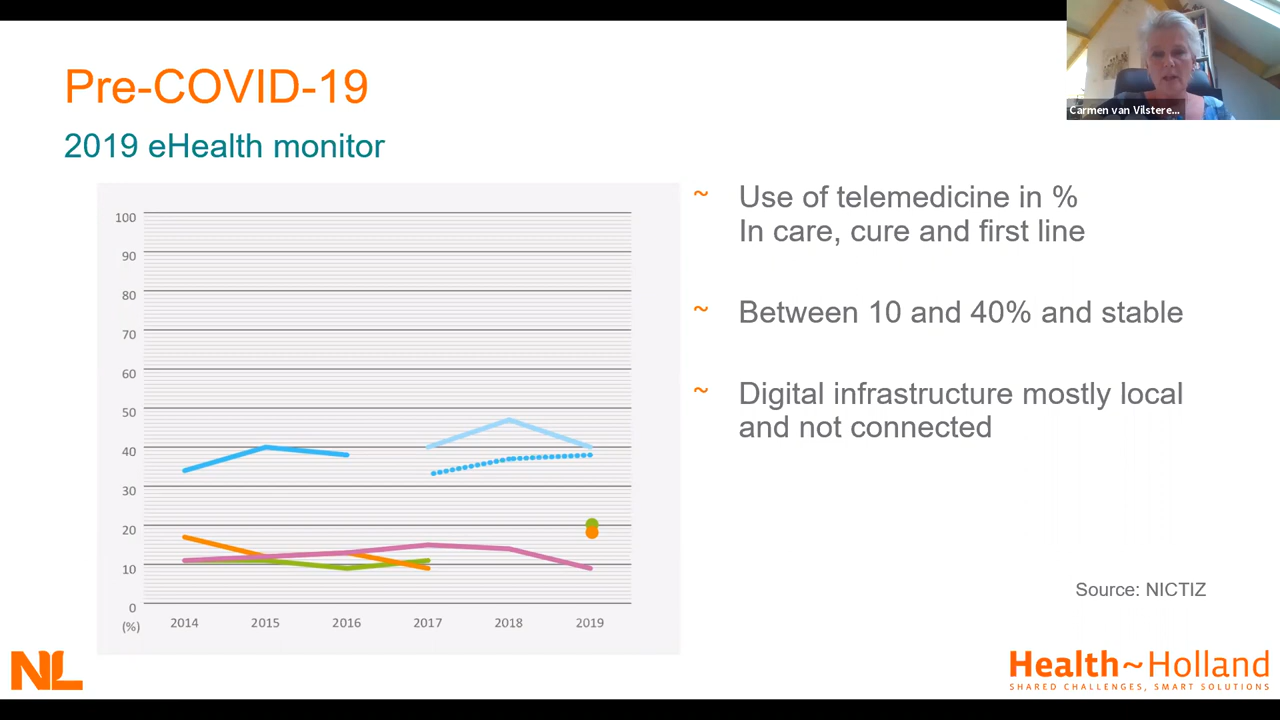 Pre-COVID-19
2019 eHealth monitor
Carmen van Vilstere...
100
90
80
70
60
50
40
30
20
10
0
(%)
2014 2015 2016 2017 2018 2019
~ Use of telemedicine in %
In care, cure and first line
~ Between 10 and 40% and stable
~ Digital infrastructure mostly local
and not connected
Source: NICTIZ
NL
Health~Holland
SHARED CHALLENGES, SMART SOLUTIONS